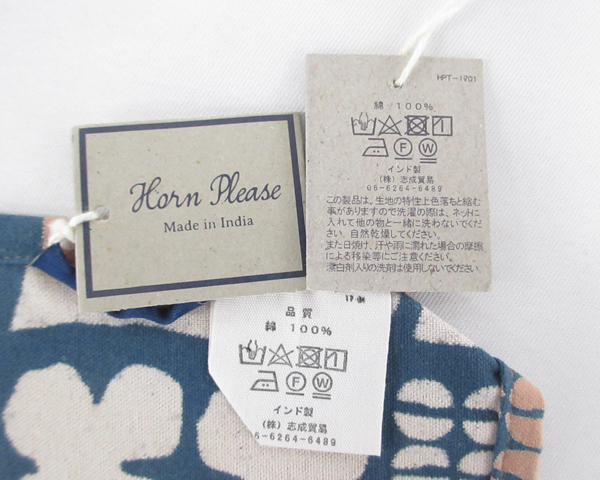 Horn Please
Made in India
HPT-1901
綿 100%
F W
インド製
(株) 志成貿易
06-6264-6489
この製品は、生地の特性上色落ちと縮む
事がありますので洗濯の際は、ネットに
入れて他の物と一緒に洗わないでくだ
さい。自然乾燥してください。
また日焼け、汗や雨に濡れた場合の摩擦
による移染等にご注意ください。
漂白剤入りの洗剤は使用しないでください。
品質
綿 100%
F W
インド製
(株) 志成貿易
6-6264-6489